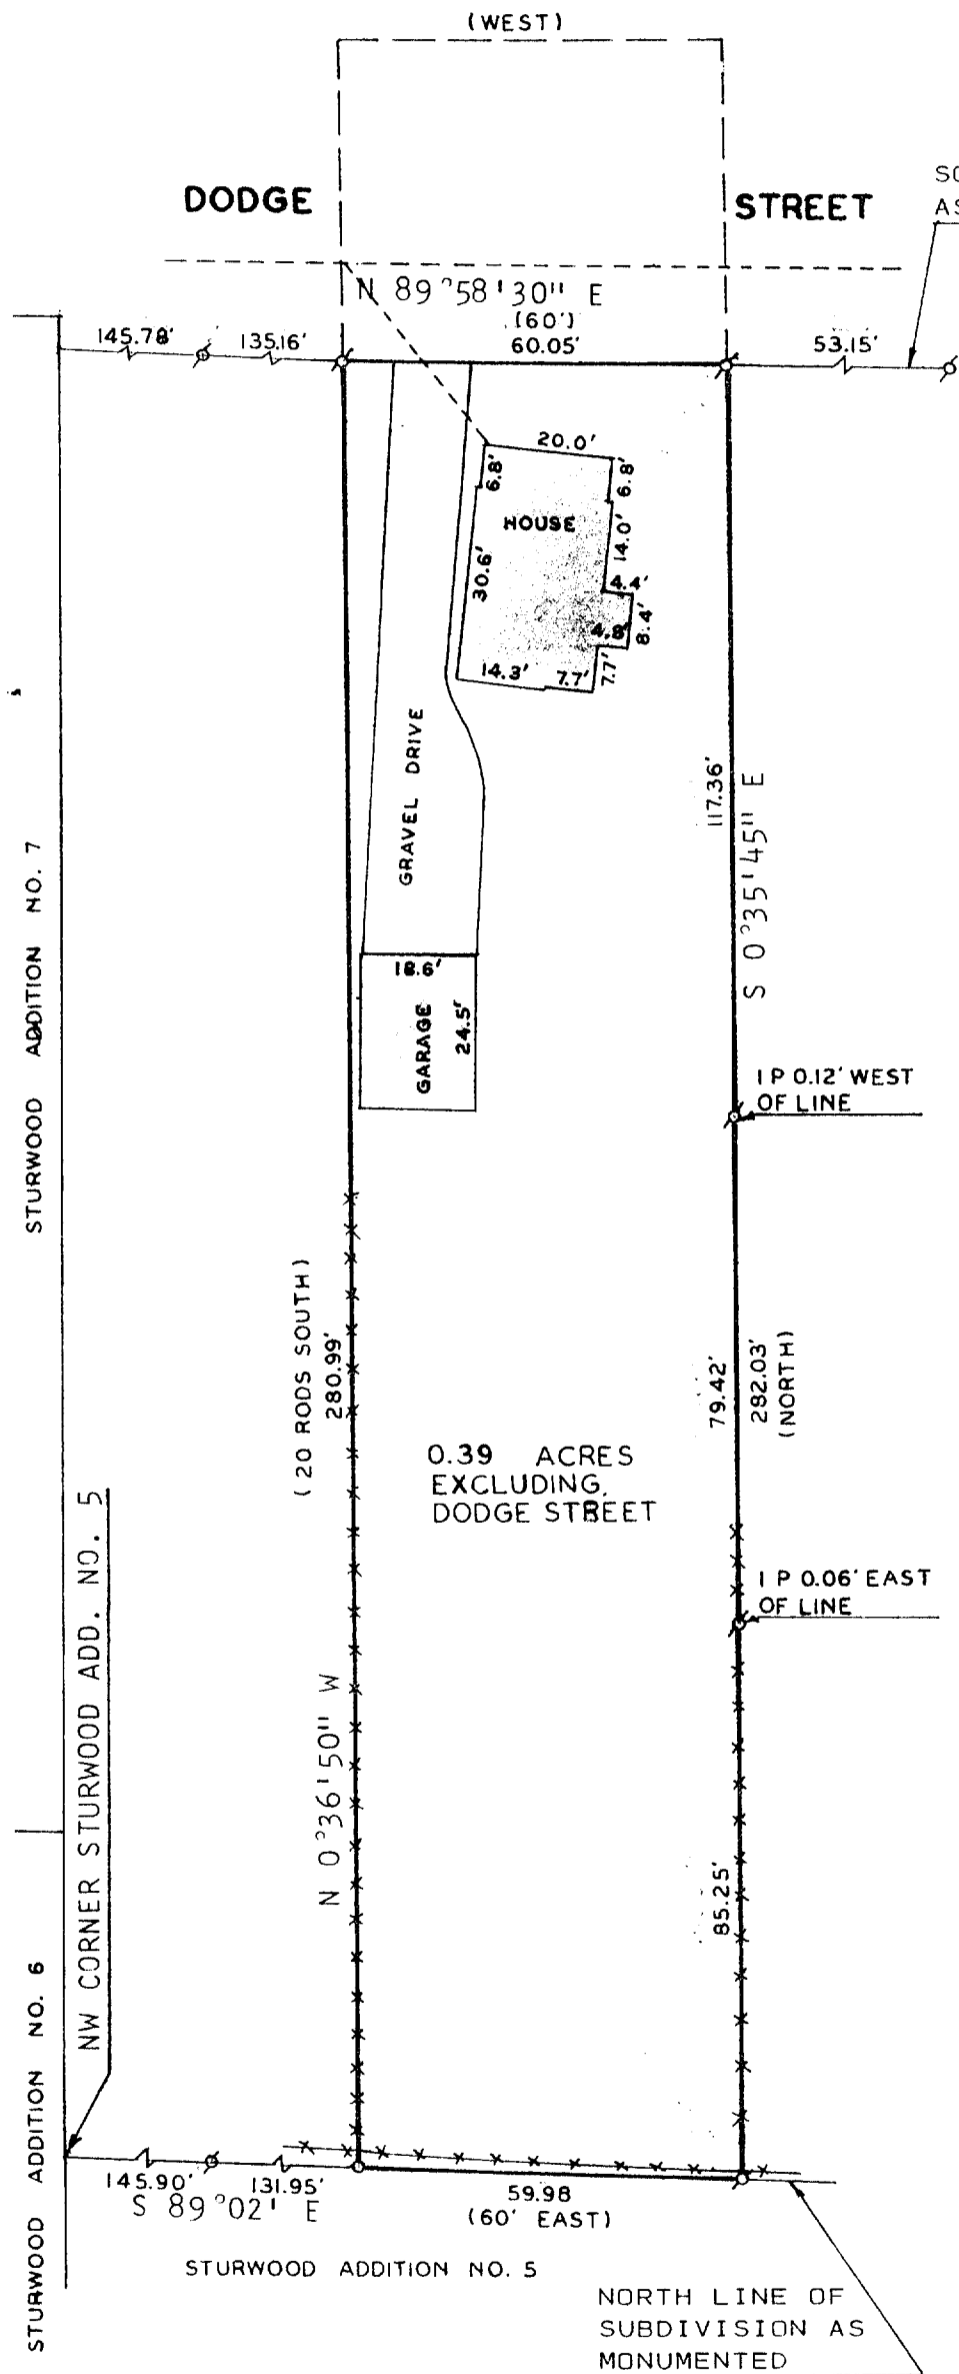 (WEST)
DODGE
STREET
SO
AS
N 89°58'30" E
(60')
60.05'
145.78'
135.16'
53.15'
20.0'
6.8'
6.8'
HOUSE
14.0'
30.6'
4.4'
8.4'
4.8'
7.7'
14.3'
7.7'
GRAVEL DRIVE
117.36'
S 0°35'45" E
STURWOOD ADDITION NO. 7
18.6'
GARAGE
24.5'
I P 0.12' WEST
OF LINE
(20 RODS SOUTH)
280.99'
79.42'
282.03'
(NORTH)
0.39 ACRES
EXCLUDING
DODGE STREET
I P 0.06' EAST
OF LINE
NW CORNER STURWOOD ADD. NO. 5
N 0°36'50" W
85.25'
STURWOOD ADDITION NO. 6
145.90'
131.95'
S 89°02' E
59.98
(60' EAST)
STURWOOD ADDITION NO. 5
NORTH LINE OF
SUBDIVISION AS
MONUMENTED